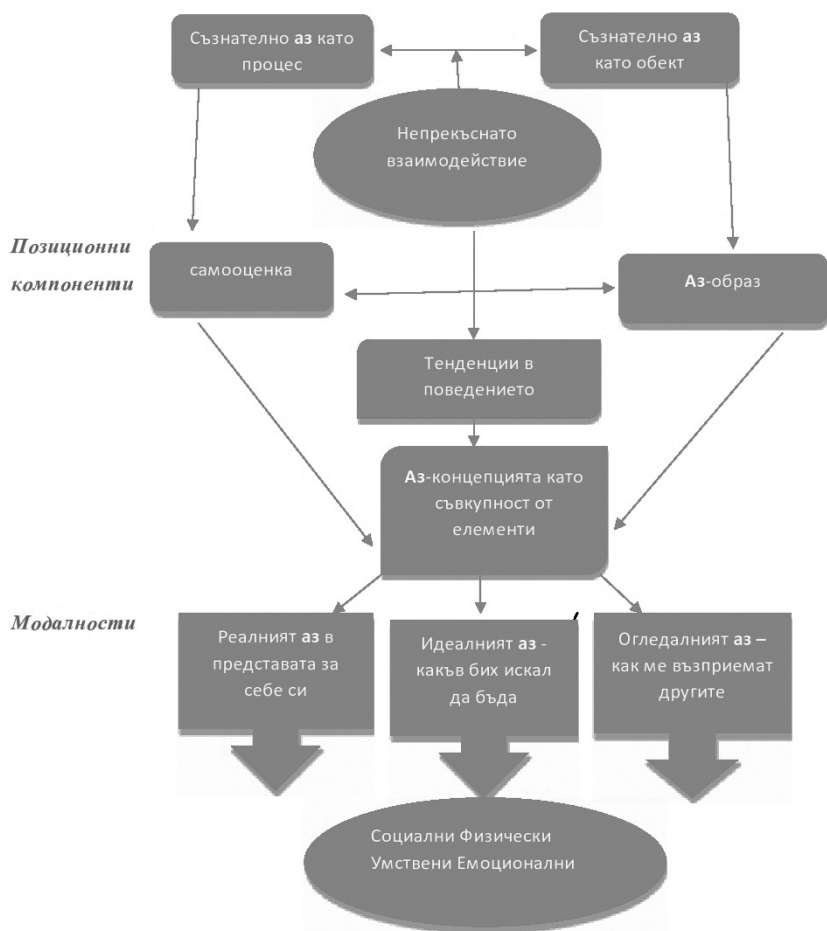 Съзнателно аз като
процес
Съзнателно аз
като обект
Непрекъснато
взаимодействие
Позиционни
компоненти
самооценка
Аз-образ
Тенденции в
поведението
Аз-концепцията като
съвкупност от
елементи
Модалности
Реалният аз в
представата за
себе си
Идеалният аз -
какъв бих искал
да бъда
Огледалният аз –
как ме възприемат
другите
Социални Физически
Умствени Емоционални